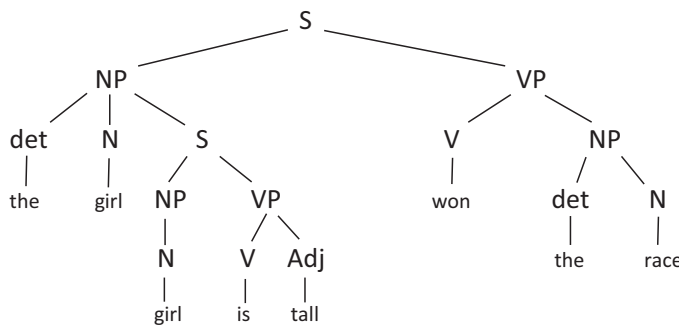 S
NP VP
det N S V NP
the girl NP VP won det N
N V Adj the race
girl is tall